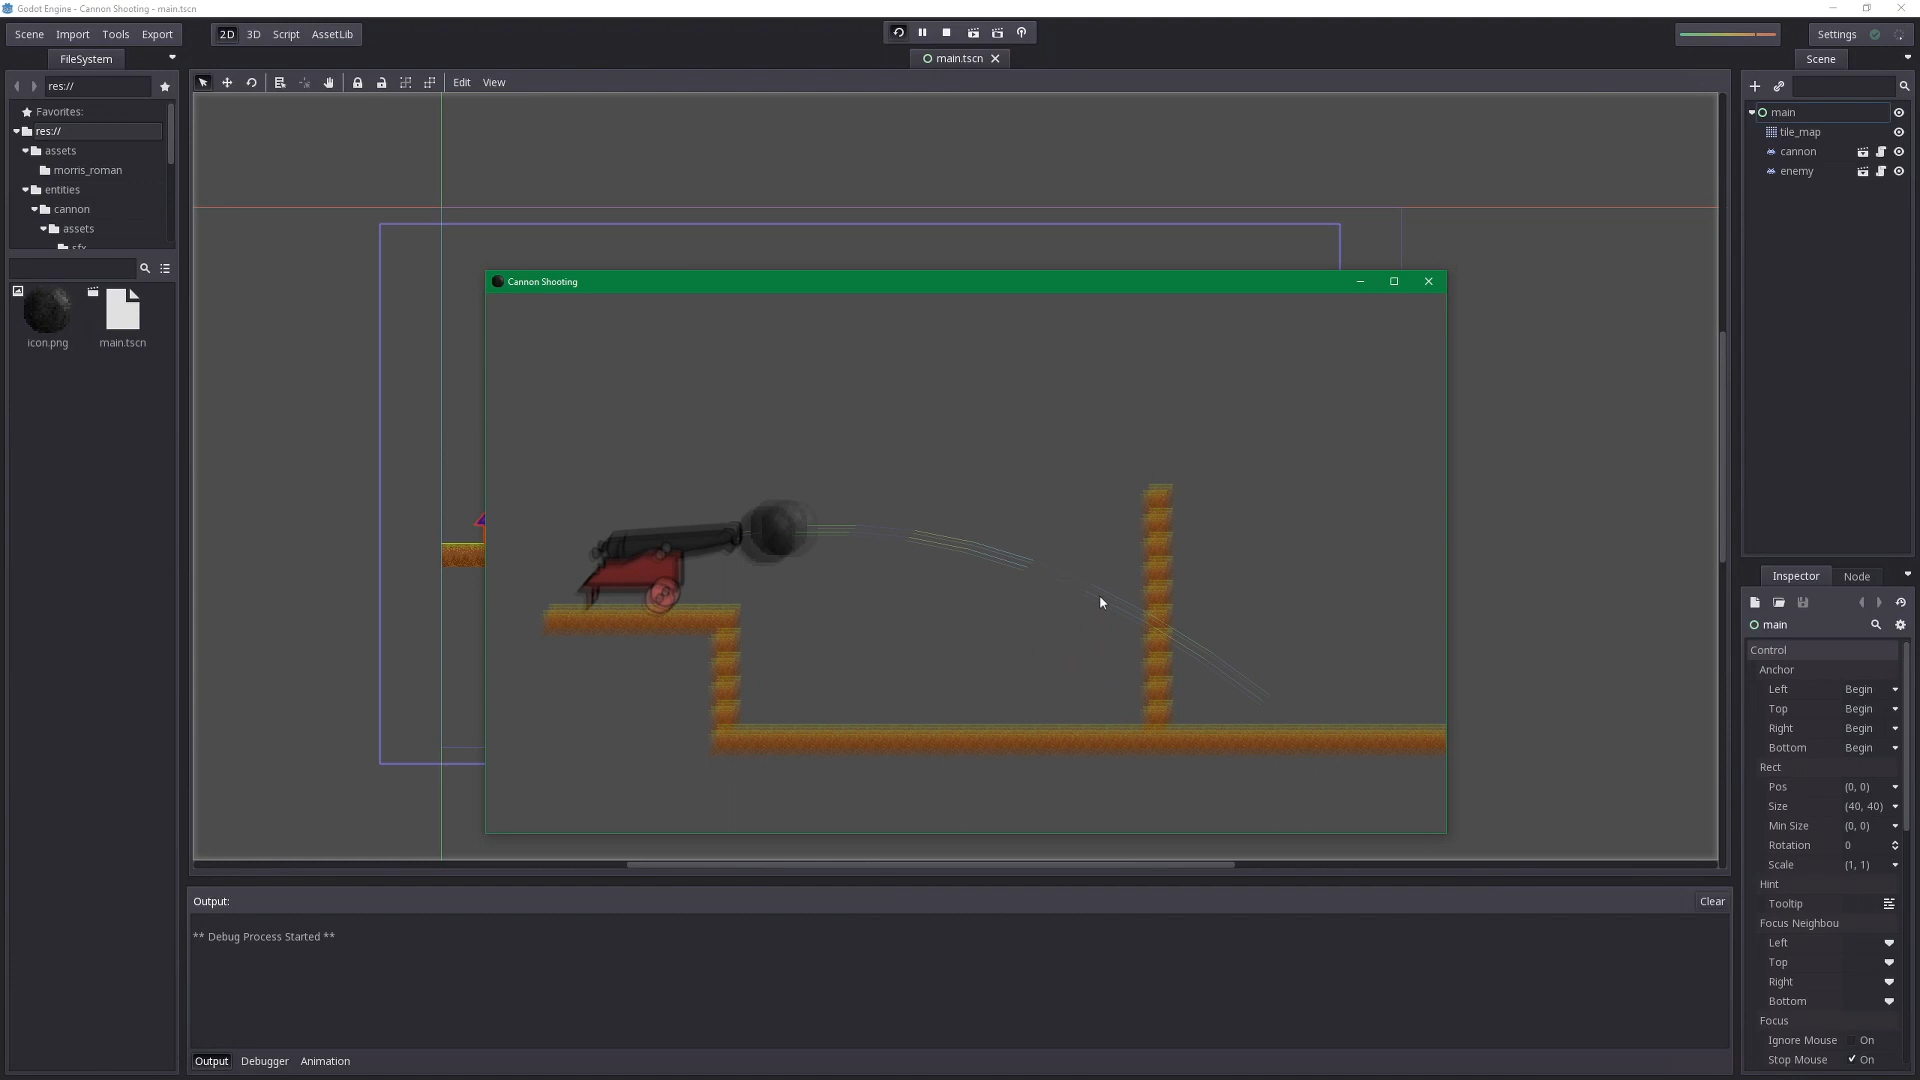 Godot Engine - Cannon Shooting - main.tscn
Scene Import Tools Export
2D 3D Script AssetLib
Settings
FileSystem
main.tscn
Scene
res://
Edit View
Favorites:
res://
assets
morris_roman
entities
cannon
assets
sfx
icon.png
main.tscn
Cannon Shooting
main
tile_map
cannon
enemy
Inspector Node
main
Control
Anchor
Left Begin
Top Begin
Right Begin
Bottom Begin
Rect
Pos (0, 0)
Size (40, 40)
Min Size (0, 0)
Rotation 0
Scale (1, 1)
Hint
Tooltip
Focus Neighbou
Left
Top
Right
Bottom
Focus
Ignore Mouse On
Stop Mouse On
Output:
Clear
** Debug Process Started **
Output Debugger Animation